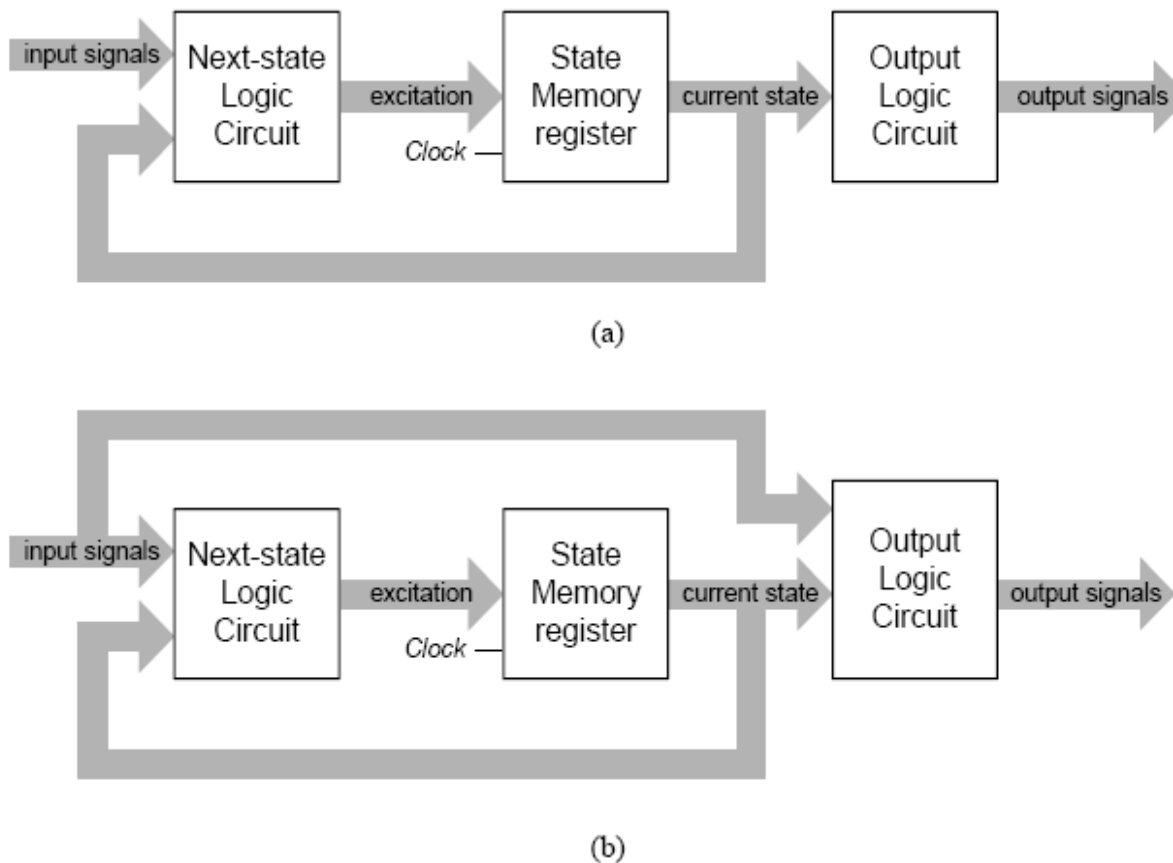 input signals
Next-state
Logic
Circuit
excitation
Clock
State
Memory
register
current state
Output
Logic
Circuit
output signals
(a)
input signals
Next-state
Logic
Circuit
excitation
Clock
State
Memory
register
current state
Output
Logic
Circuit
output signals
(b)